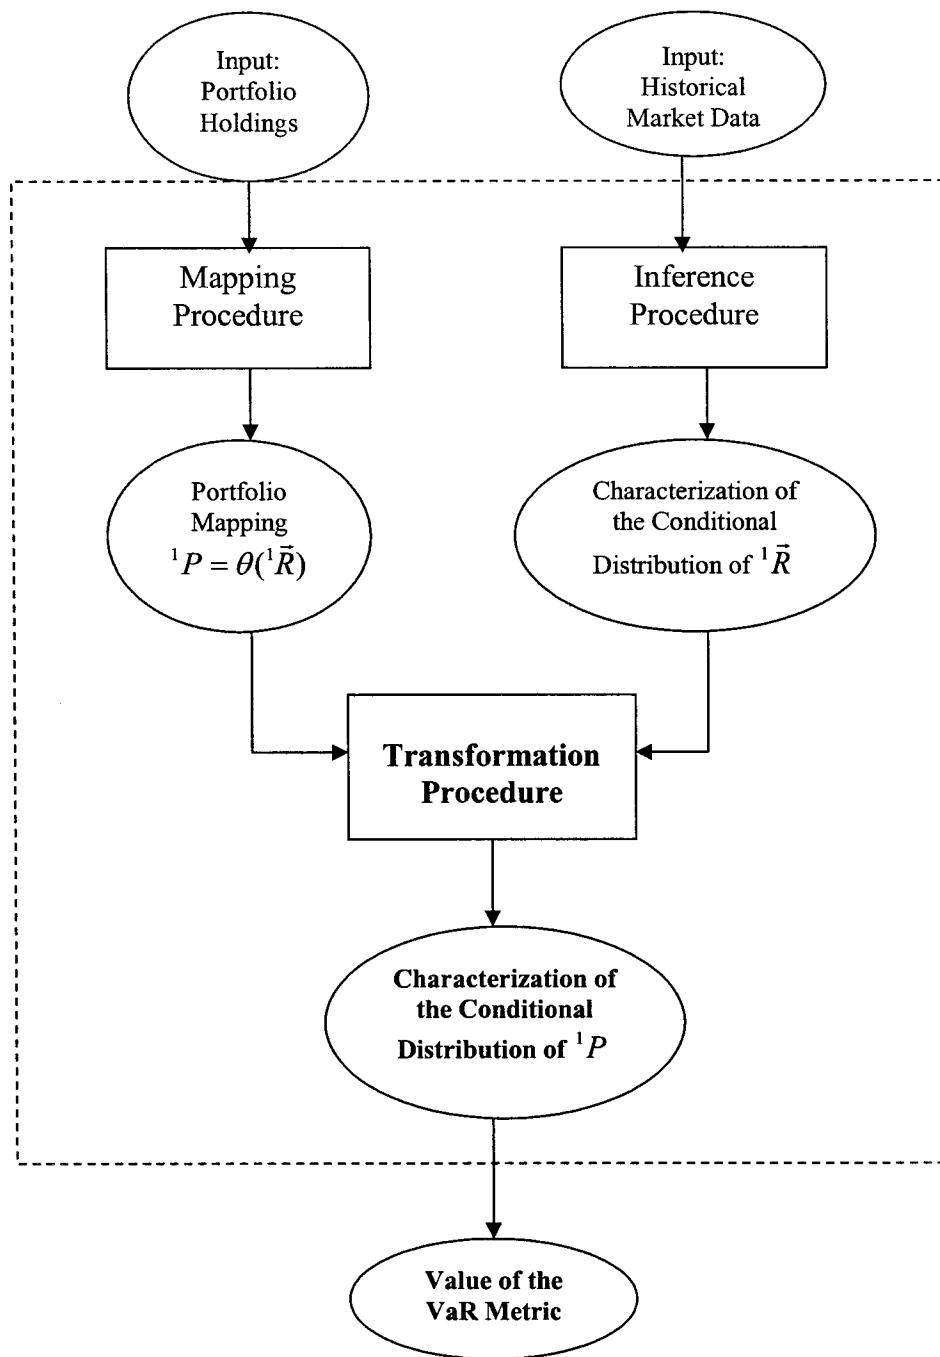 Input:
Portfolio
Holdings
Input:
Historical
Market Data
Mapping
Procedure
Inference
Procedure
Portfolio
Mapping
¹P = θ(¹R⃗)
Characterization of
the Conditional
Distribution of ¹R⃗
Transformation
Procedure
Characterization of
the Conditional
Distribution of ¹P
Value of the
VaR Metric